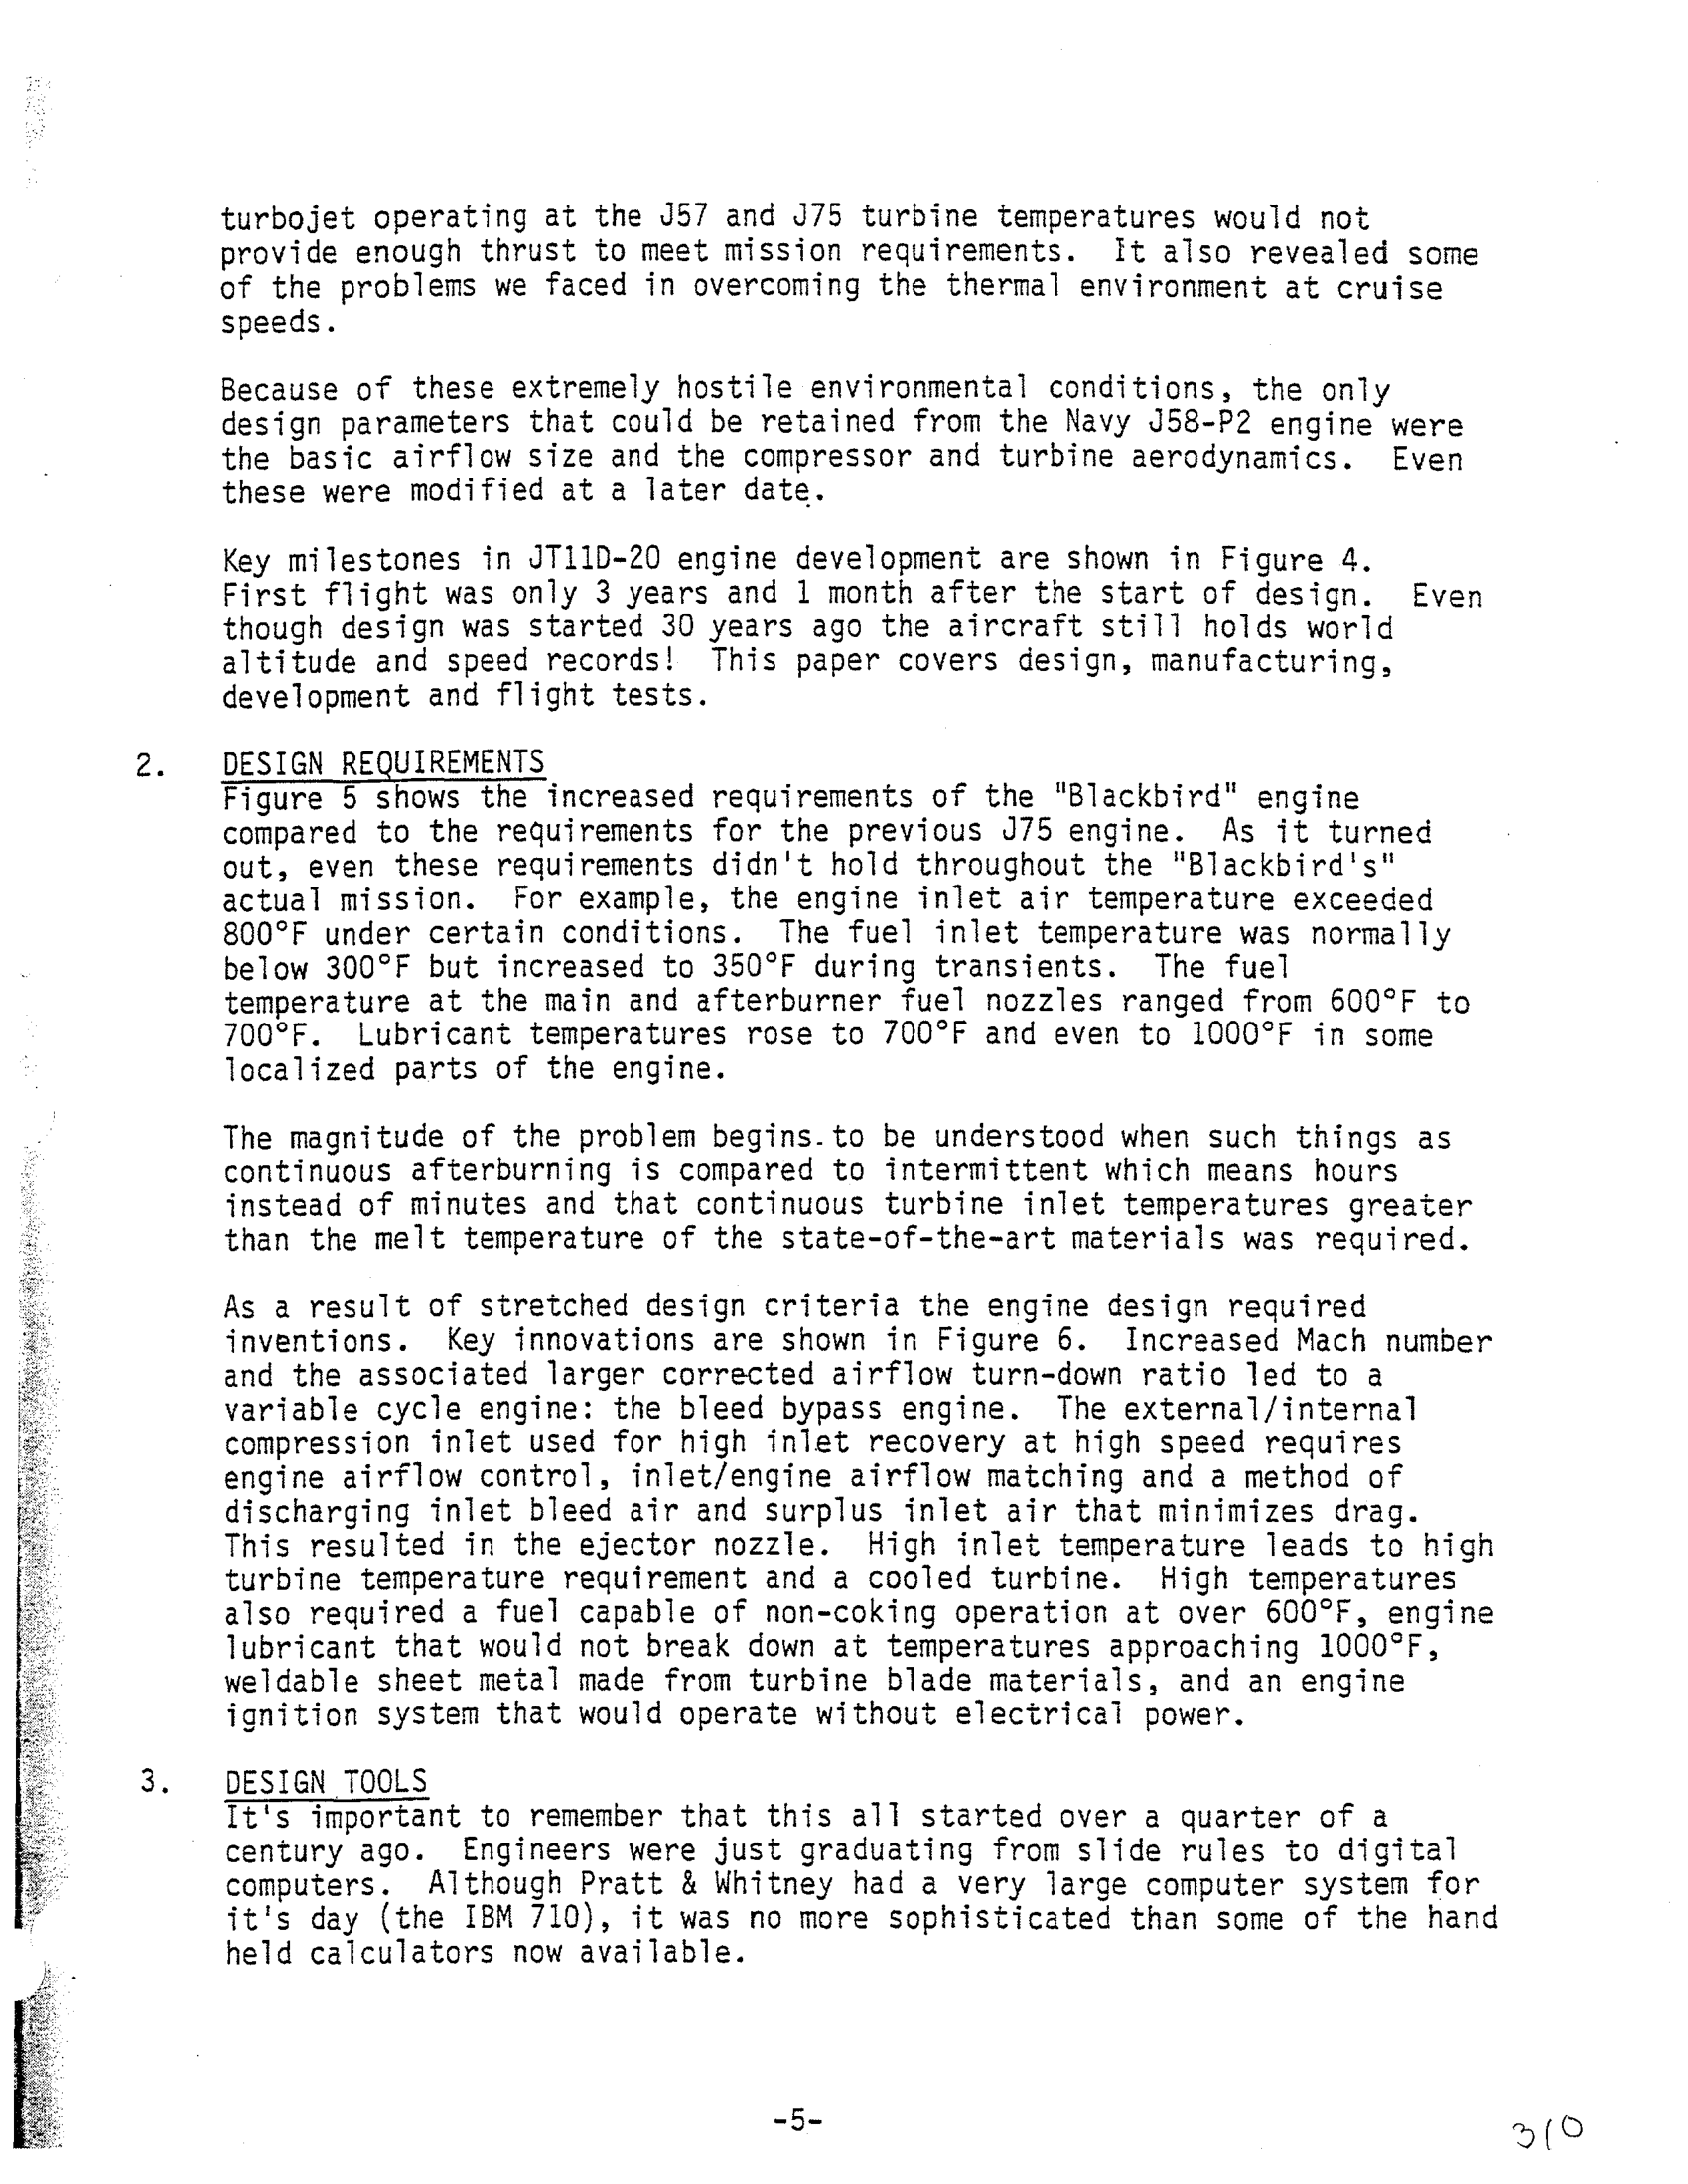 turbojet operating at the J57 and J75 turbine temperatures would not
provide enough thrust to meet mission requirements.  It also revealed some
of the problems we faced in overcoming the thermal environment at cruise
speeds.
Because of these extremely hostile environmental conditions, the only
design parameters that could be retained from the Navy J58-P2 engine were
the basic airflow size and the compressor and turbine aerodynamics.  Even
these were modified at a later date.
Key milestones in JT11D-20 engine development are shown in Figure 4.
First flight was only 3 years and 1 month after the start of design.  Even
though design was started 30 years ago the aircraft still holds world
altitude and speed records!  This paper covers design, manufacturing,
development and flight tests.
2. DESIGN REQUIREMENTS
Figure 5 shows the increased requirements of the "Blackbird" engine
compared to the requirements for the previous J75 engine.  As it turned
out, even these requirements didn't hold throughout the "Blackbird's"
actual mission.  For example, the engine inlet air temperature exceeded
800°F under certain conditions.  The fuel inlet temperature was normally
below 300°F but increased to 350°F during transients.  The fuel
temperature at the main and afterburner fuel nozzles ranged from 600°F to
700°F.  Lubricant temperatures rose to 700°F and even to 1000°F in some
localized parts of the engine.
The magnitude of the problem begins to be understood when such things as
continuous afterburning is compared to intermittent which means hours
instead of minutes and that continuous turbine inlet temperatures greater
than the melt temperature of the state-of-the-art materials was required.
As a result of stretched design criteria the engine design required
inventions.  Key innovations are shown in Figure 6.  Increased Mach number
and the associated larger corrected airflow turn-down ratio led to a
variable cycle engine: the bleed bypass engine.  The external/internal
compression inlet used for high inlet recovery at high speed requires
engine airflow control, inlet/engine airflow matching and a method of
discharging inlet bleed air and surplus inlet air that minimizes drag.
This resulted in the ejector nozzle.  High inlet temperature leads to high
turbine temperature requirement and a cooled turbine.  High temperatures
also required a fuel capable of non-coking operation at over 600°F, engine
lubricant that would not break down at temperatures approaching 1000°F,
weldable sheet metal made from turbine blade materials, and an engine
ignition system that would operate without electrical power.
3. DESIGN TOOLS
It's important to remember that this all started over a quarter of a
century ago.  Engineers were just graduating from slide rules to digital
computers.  Although Pratt & Whitney had a very large computer system for
it's day (the IBM 710), it was no more sophisticated than some of the hand
held calculators now available.
-5-
310